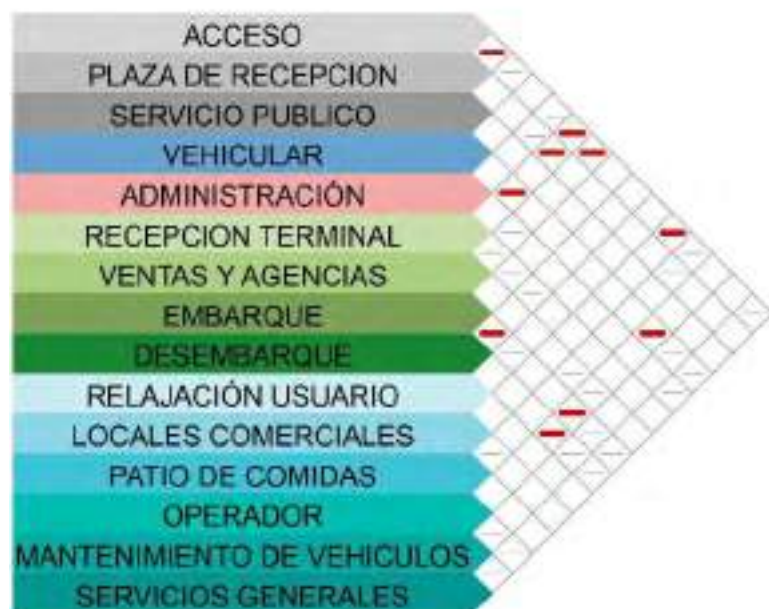 ACCESO
PLAZA DE RECEPCION
SERVICIO PUBLICO
VEHICULAR
ADMINISTRACIÓN
RECEPCION TERMINAL
VENTAS Y AGENCIAS
EMBARQUE
DESEMBARQUE
RELAJACIÓN USUARIO
LOCALES COMERCIALES
PATIO DE COMIDAS
OPERADOR
MANTENIMIENTO DE VEHICULOS
SERVICIOS GENERALES